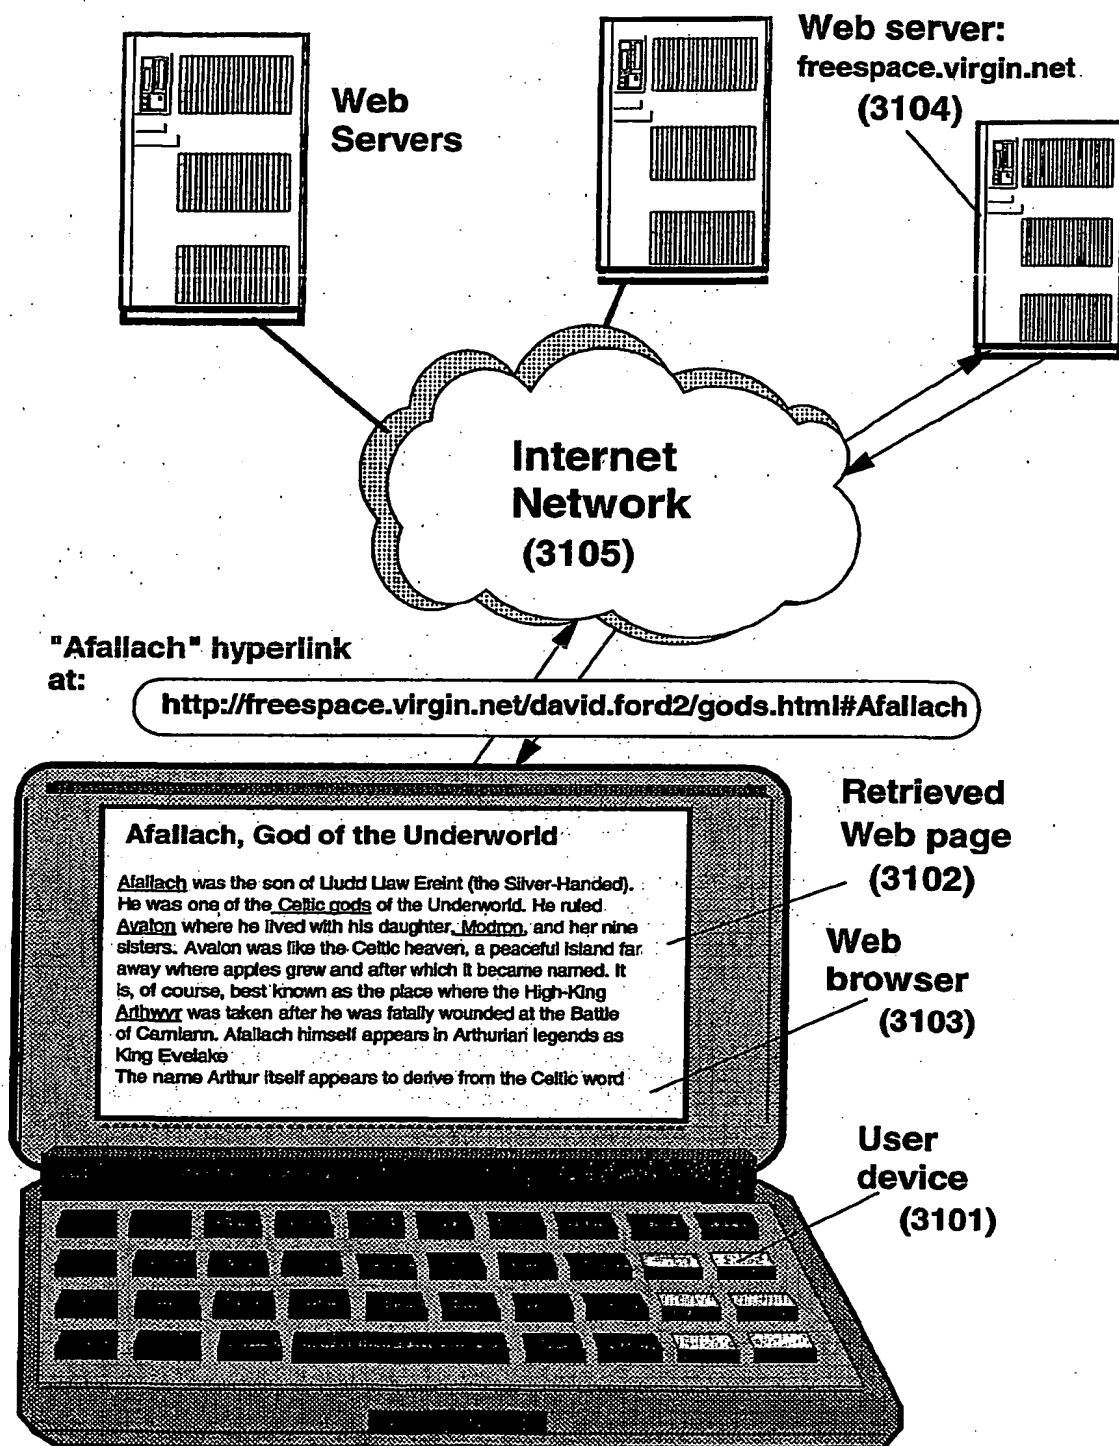 Web
Servers
Web server:
freespace.virgin.net
(3104)
Internet
Network
(3105)
"Afallach" hyperlink
at:
http://freespace.virgin.net/david.ford2/gods.html#Afallach
Retrieved
Web page
(3102)
Web
browser
(3103)
User
device
(3101)
Afallach, God of the Underworld
Afallach was the son of Lludd Llaw Ereint (the Silver-Handed).
He was one of the Celtic gods of the Underworld. He ruled
Avalon where he lived with his daughter, Modron, and her nine
sisters. Avalon was like the Celtic heaven, a peaceful island far
away where apples grew and after which it became named. It
is, of course, best known as the place where the High-King
Arthwyr was taken after he was fatally wounded at the Battle
of Camlann. Afallach himself appears in Arthurian legends as
King Evelake
The name Arthur itself appears to derive from the Celtic word